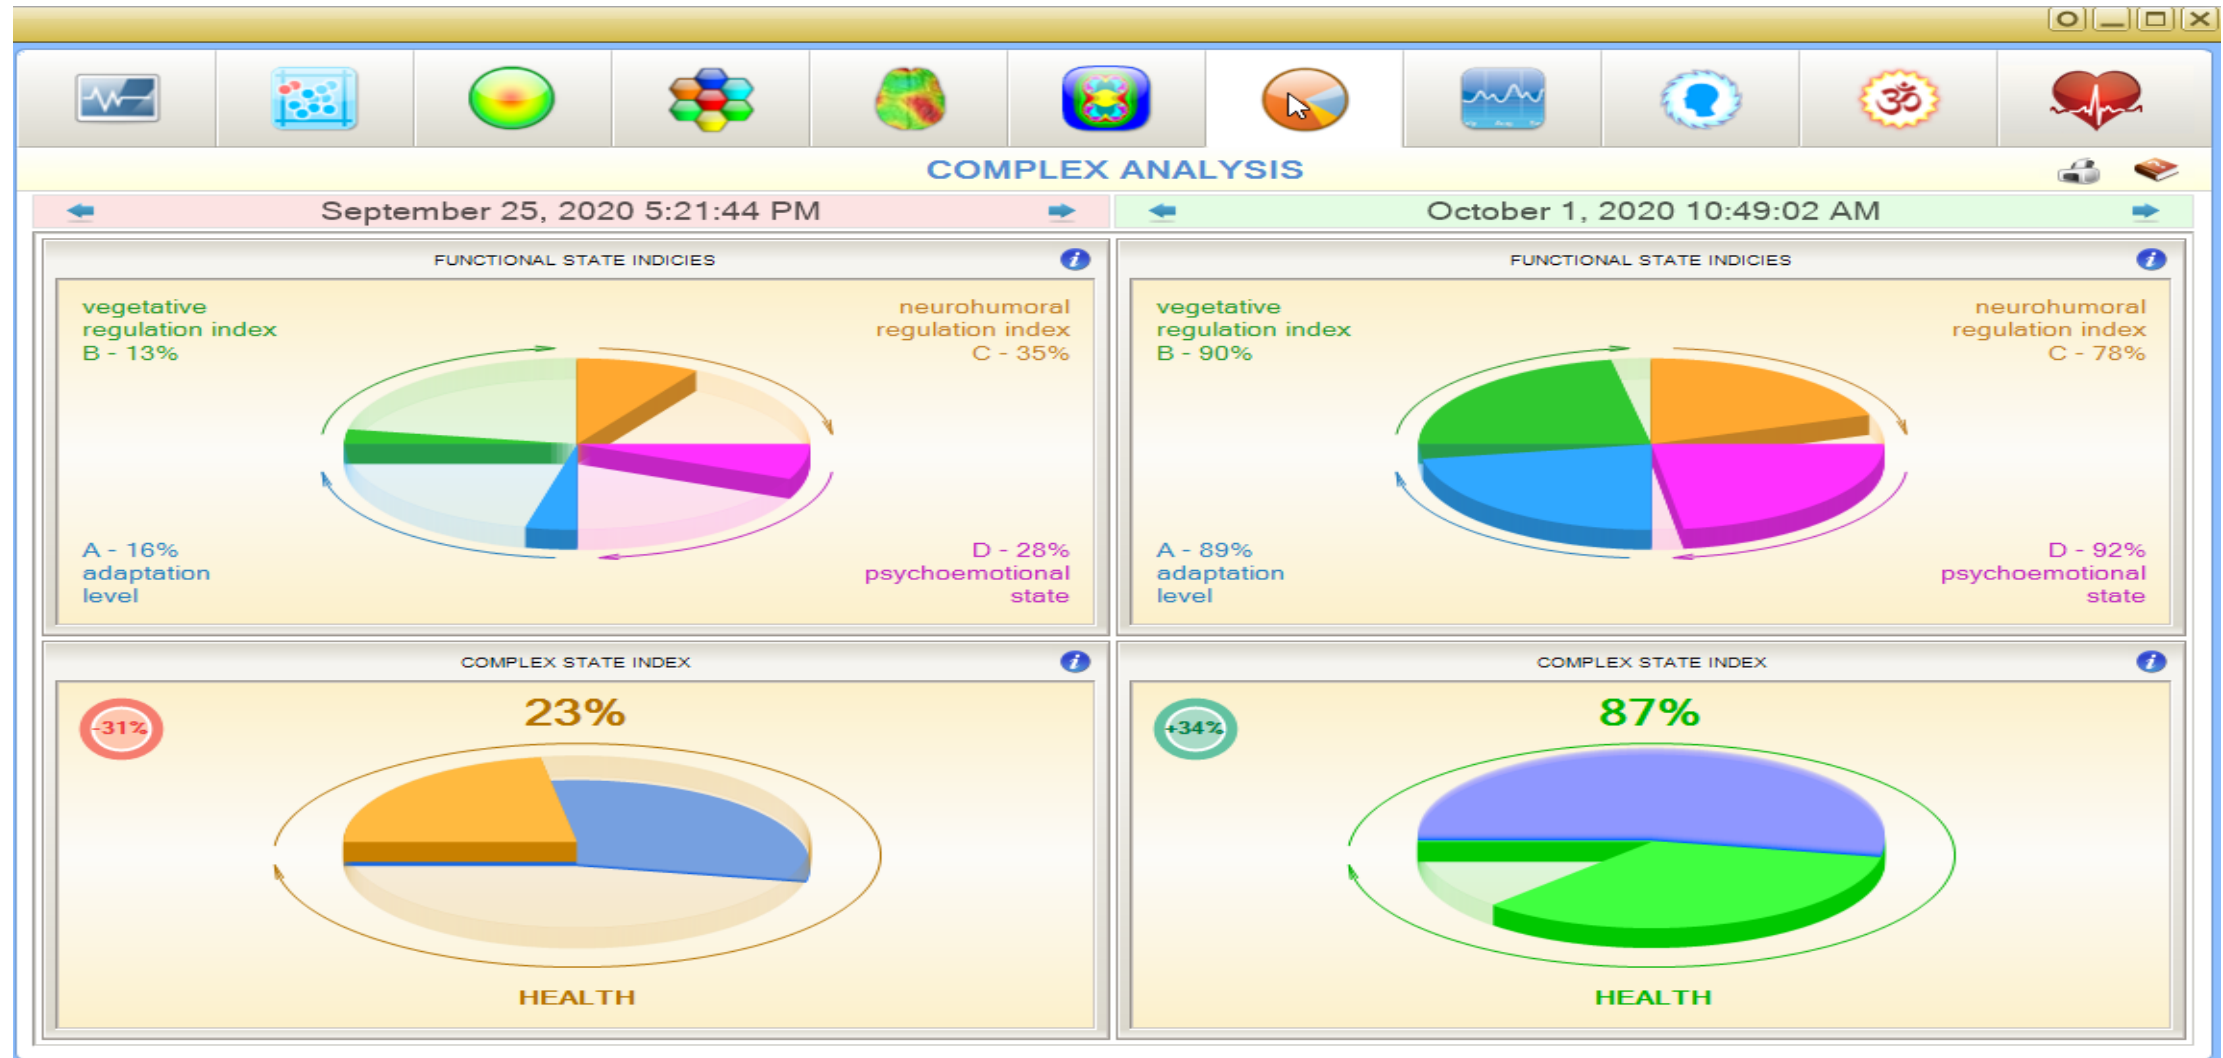 COMPLEX ANALYSIS
September 25, 2020 5:21:44 PM
October 1, 2020 10:49:02 AM
FUNCTIONAL STATE INDICIES
vegetative
regulation index
B - 13%
neurohumoral
regulation index
C - 35%
A - 16%
adaptation
level
D - 28%
psychoemotional
state
FUNCTIONAL STATE INDICIES
vegetative
regulation index
B - 90%
neurohumoral
regulation index
C - 78%
A - 89%
adaptation
level
D - 92%
psychoemotional
state
COMPLEX STATE INDEX
-31%
23%
HEALTH
COMPLEX STATE INDEX
+34%
87%
HEALTH